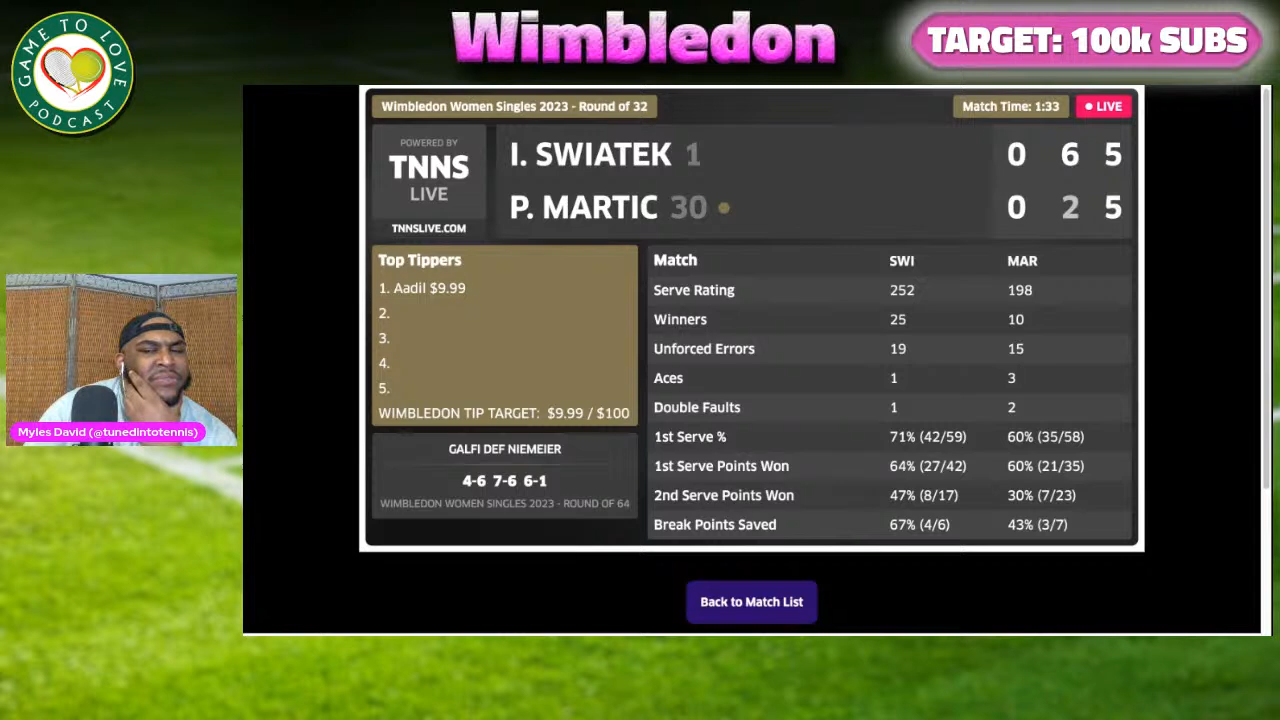 GAME TO LOVE
PODCAST
Wimbledon
TARGET: 100k SUBS
Wimbledon Women Singles 2023 - Round of 32
Match Time: 1:33
LIVE
POWERED BY
TNNS
LIVE
TNNSLIVE.COM
I. SWIATEK 1 0 6 5
P. MARTIC 30 0 2 5
Top Tippers
1. Aadil $9.99
2.
3.
4.
5.
WIMBLEDON TIP TARGET: $9.99 / $100
GALFI DEF NIEMEIER
4-6 7-6 6-1
WIMBLEDON WOMEN SINGLES 2023 - ROUND OF 64
Match SWI MAR
Serve Rating 252 198
Winners 25 10
Unforced Errors 19 15
Aces 1 3
Double Faults 1 2
1st Serve % 71% (42/59) 60% (35/58)
1st Serve Points Won 64% (27/42) 60% (21/35)
2nd Serve Points Won 47% (8/17) 30% (7/23)
Break Points Saved 67% (4/6) 43% (3/7)
Myles David (@tunedintotennis)
Back to Match List